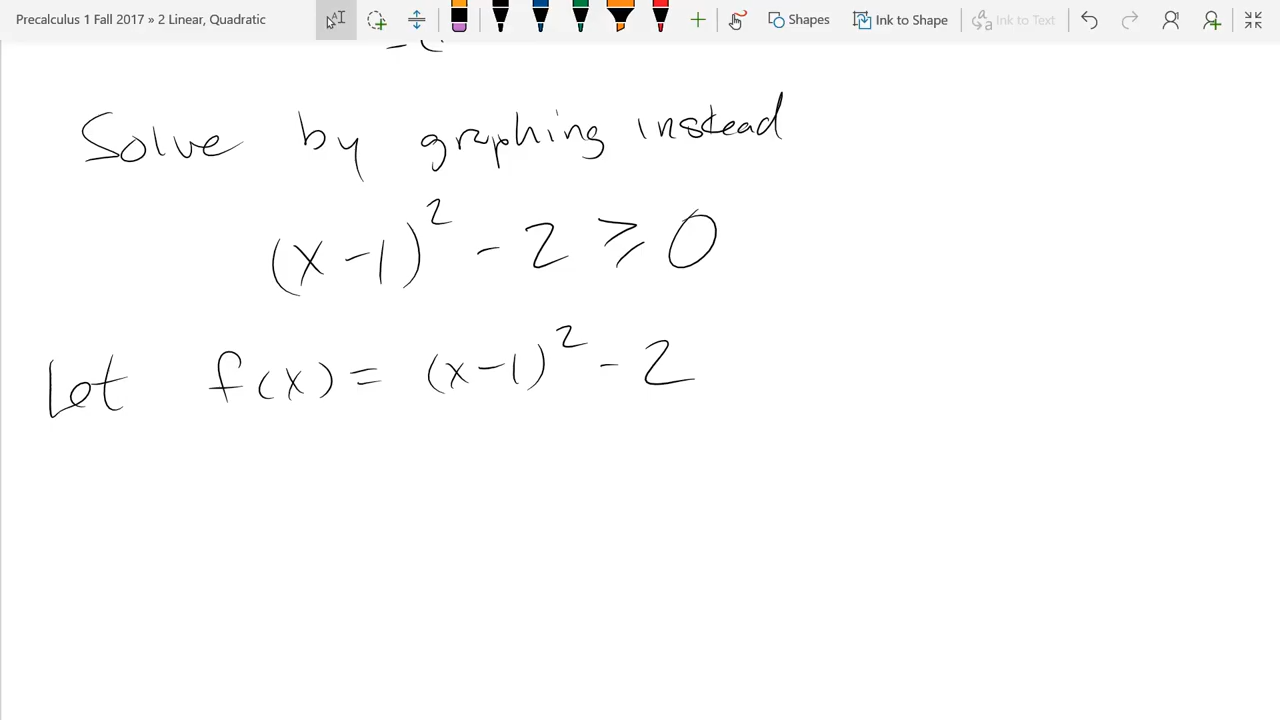 Precalculus 1 Fall 2017 » 2 Linear, Quadratic
Shapes
Ink to Shape
Ink to Text
Solve by graphing instead
(x-1)² - 2 ≥ 0
Let f(x) = (x-1)² - 2